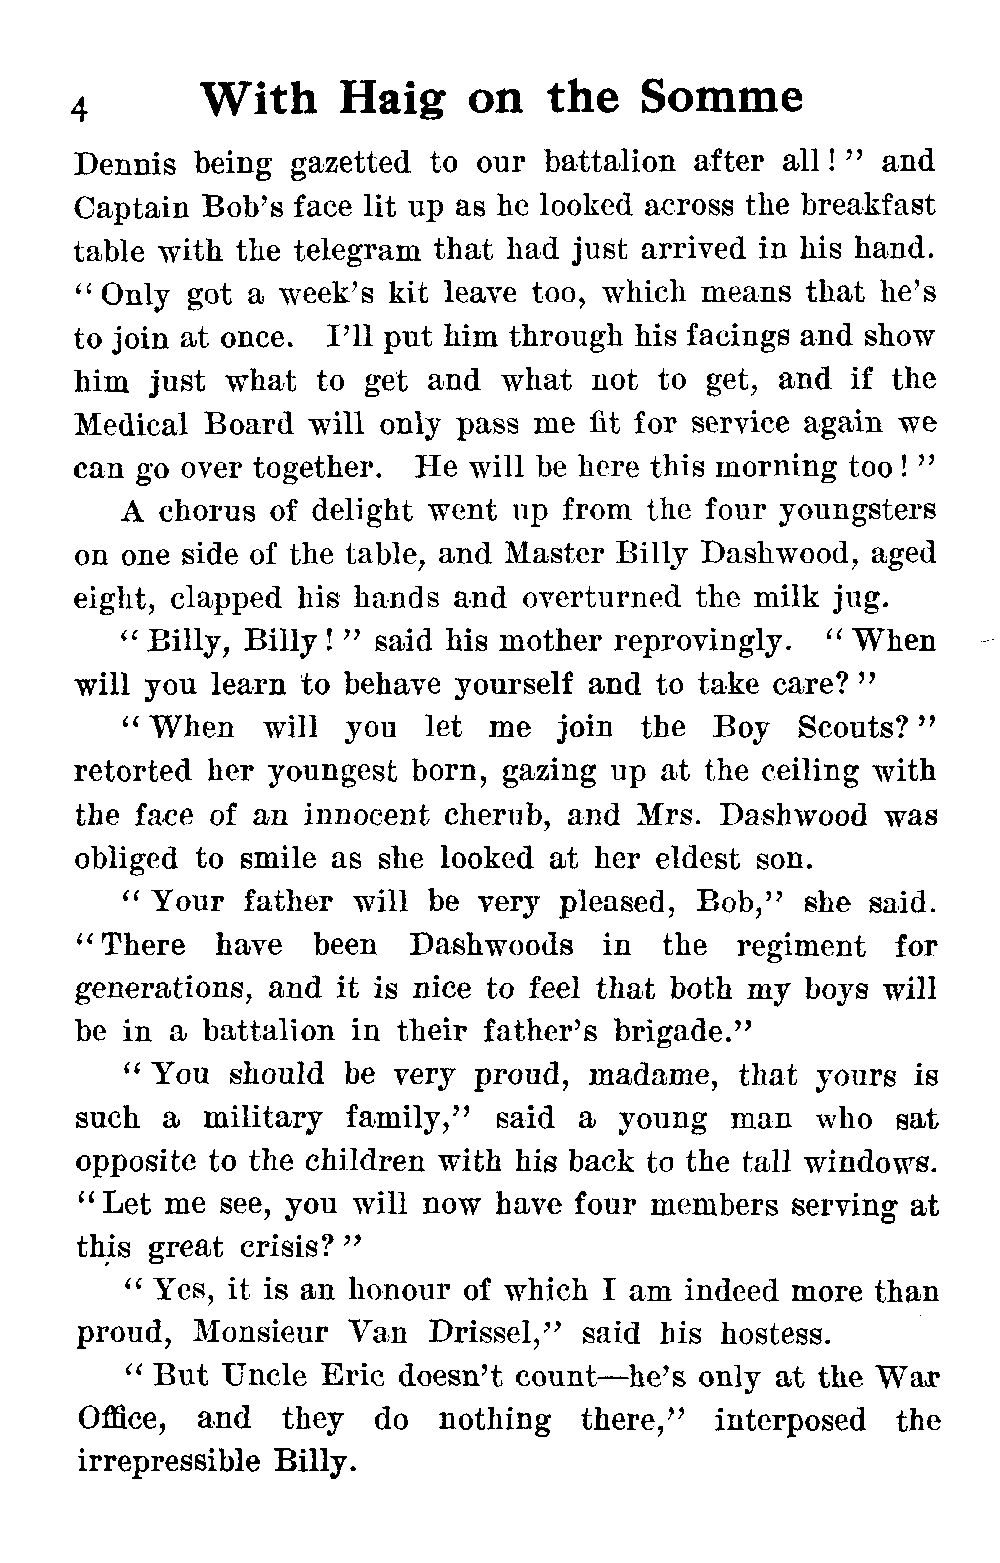 4 With Haig on the Somme
Dennis being gazetted to our battalion after all!” and
Captain Bob’s face lit up as he looked across the breakfast
table with the telegram that had just arrived in his hand.
“Only got a week’s kit leave too, which means that he’s
to join at once. I’ll put him through his facings and show
him just what to get and what not to get, and if the
Medical Board will only pass me fit for service again we
can go over together. He will be here this morning too!”
A chorus of delight went up from the four youngsters
on one side of the table, and Master Billy Dashwood, aged
eight, clapped his hands and overturned the milk jug.
“Billy, Billy!” said his mother reprovingly. “When
will you learn to behave yourself and to take care?”
“When will you let me join the Boy Scouts?”
retorted her youngest born, gazing up at the ceiling with
the face of an innocent cherub, and Mrs. Dashwood was
obliged to smile as she looked at her eldest son.
“Your father will be very pleased, Bob,” she said.
“There have been Dashwoods in the regiment for
generations, and it is nice to feel that both my boys will
be in a battalion in their father’s brigade.”
“You should be very proud, madame, that yours is
such a military family,” said a young man who sat
opposite to the children with his back to the tall windows.
“Let me see, you will now have four members serving at
this great crisis?”
“Yes, it is an honour of which I am indeed more than
proud, Monsieur Van Drissel,” said his hostess.
“But Uncle Eric doesn’t count—he’s only at the War
Office, and they do nothing there,” interposed the
irrepressible Billy.